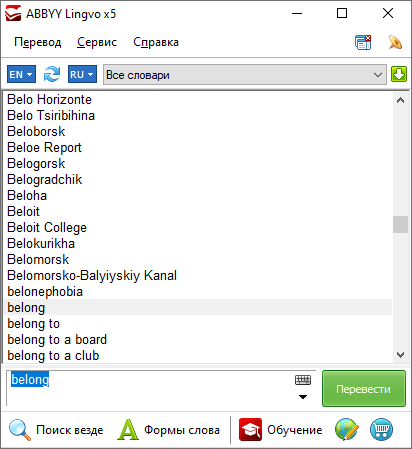 ABBYY Lingvo x5
Перевод Сервис Справка
EN RU Все словари
Belo Horizonte
Belo Tsiribihina
Beloborsk
Beloe Report
Belogorsk
Belogradchik
Beloha
Beloit
Beloit College
Belokurikha
Belomorsk
Belomorsko-Balyiyskiy Kanal
belonephobia
belong
belong to
belong to a board
belong to a club
belong
Перевести
Поиск везде Формы слова Обучение